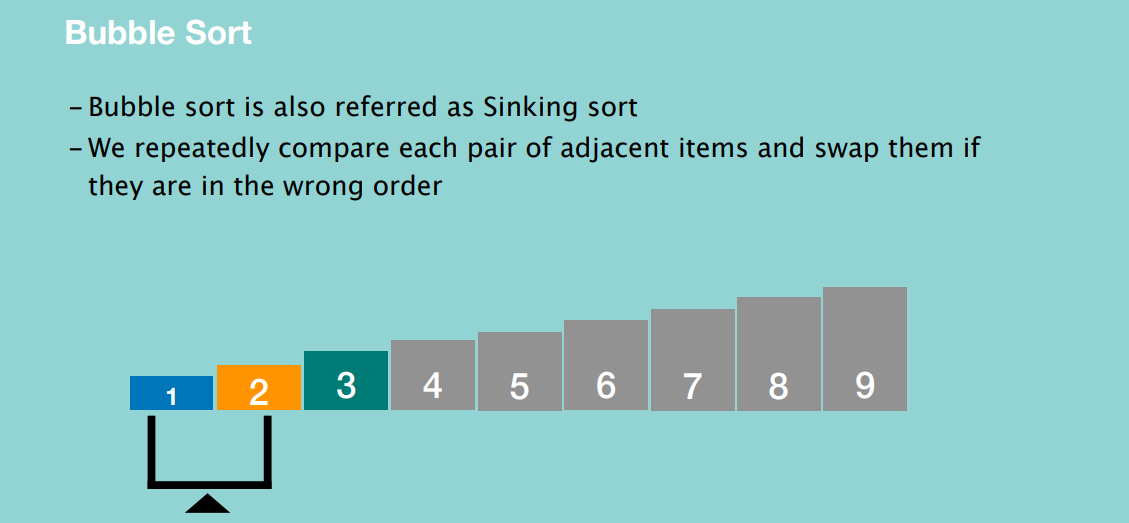 Bubble Sort
– Bubble sort is also referred as Sinking sort
– We repeatedly compare each pair of adjacent items and swap them if
they are in the wrong order
1 2 3 4 5 6 7 8 9